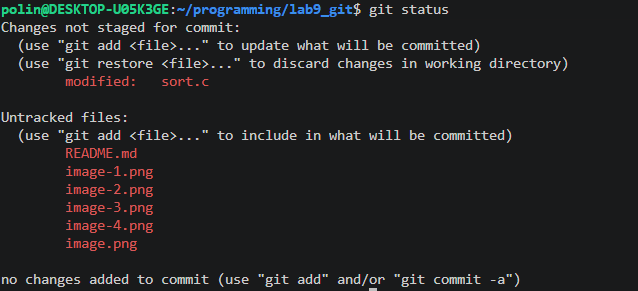 polin@DESKTOP-U05K3GE:~/programming/lab9_git$ git status
Changes not staged for commit:
  (use "git add <file>..." to update what will be committed)
  (use "git restore <file>..." to discard changes in working directory)
        modified:   sort.c

Untracked files:
  (use "git add <file>..." to include in what will be committed)
        README.md
        image-1.png
        image-2.png
        image-3.png
        image-4.png
        image.png

no changes added to commit (use "git add" and/or "git commit -a")